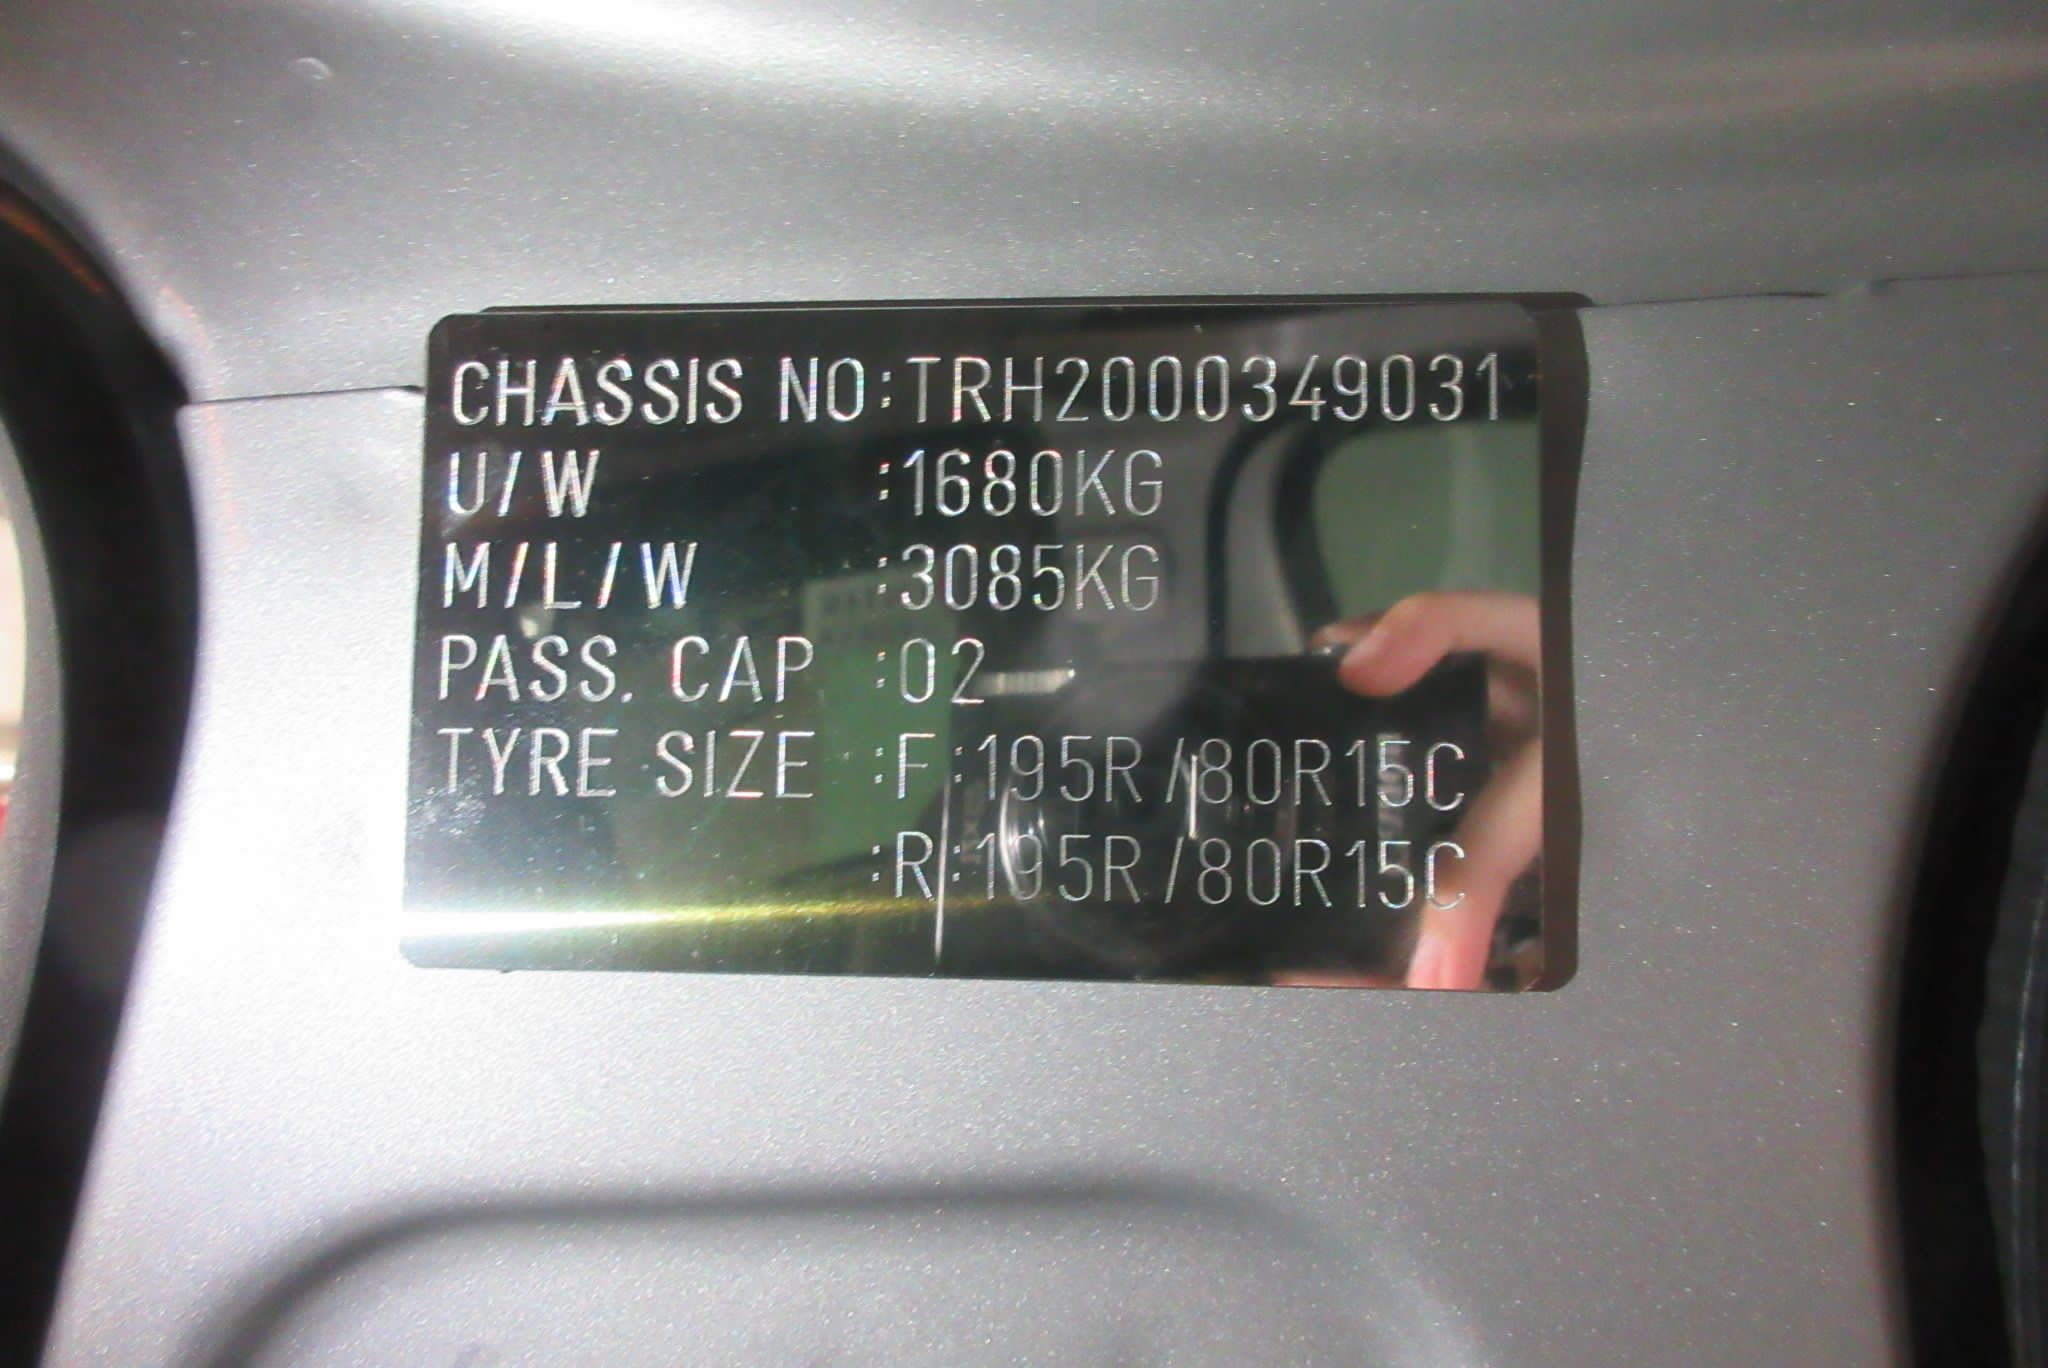 CHASSIS NO:TRH2000349031
U/W :1680KG
M/L/W :3085KG
PASS. CAP :02
TYRE SIZE :F:195R/80R15C
:R:195R/80R15C